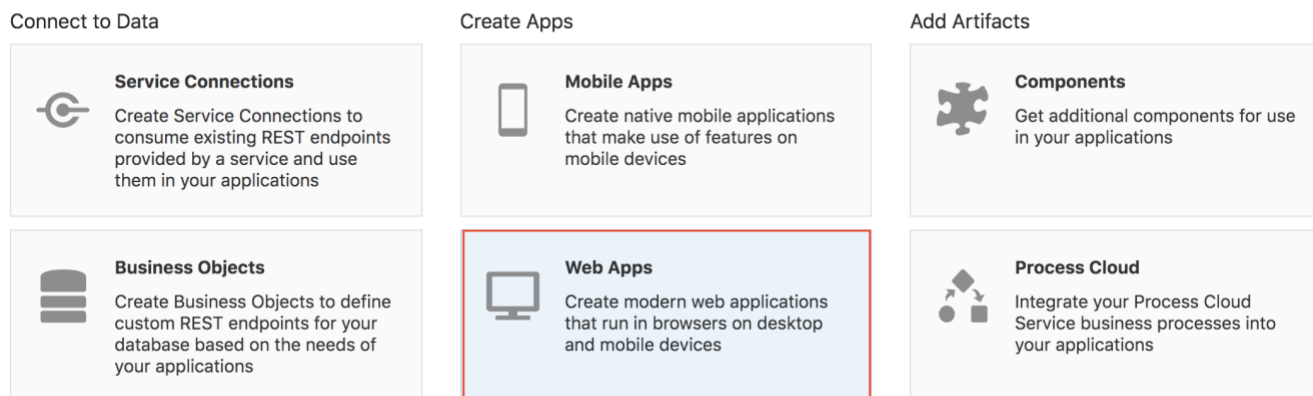 Connect to Data
Service Connections
Create Service Connections to
consume existing REST endpoints
provided by a service and use
them in your applications
Business Objects
Create Business Objects to define
custom REST endpoints for your
database based on the needs of
your applications
Create Apps
Mobile Apps
Create native mobile applications
that make use of features on
mobile devices
Web Apps
Create modern web applications
that run in browsers on desktop
and mobile devices
Add Artifacts
Components
Get additional components for use
in your applications
Process Cloud
Integrate your Process Cloud
Service business processes into
your applications